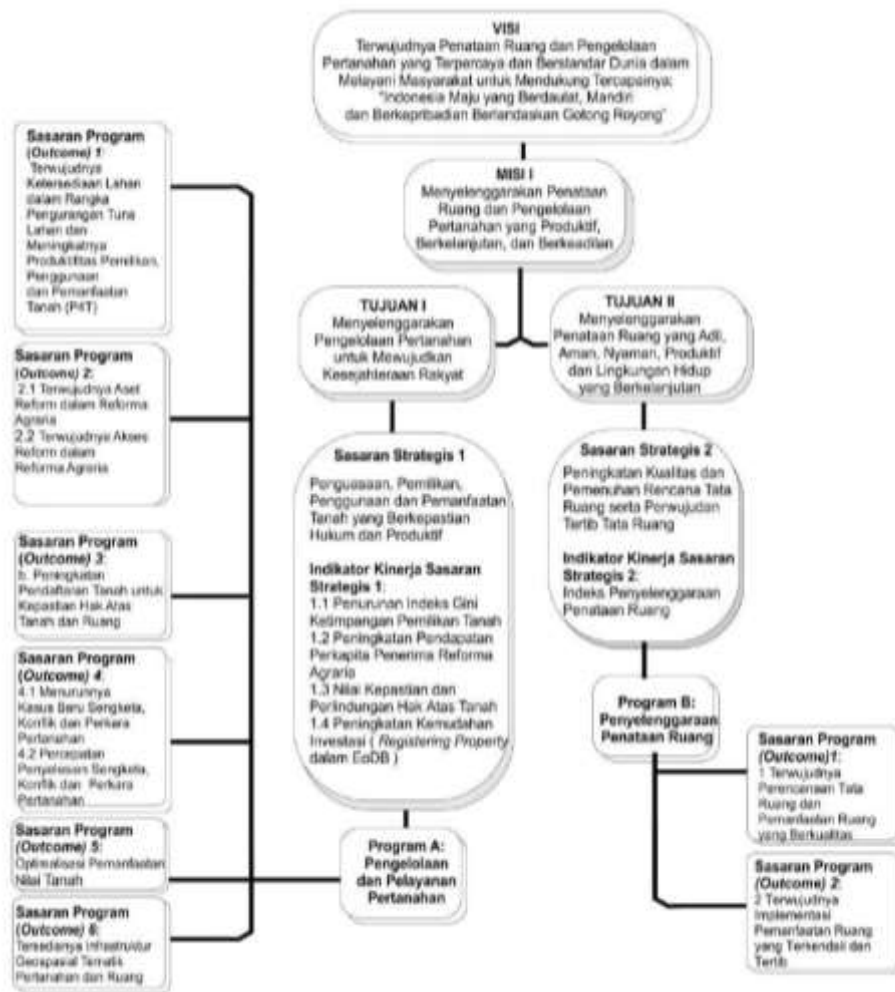 VISI
Terwujudnya Penataan Ruang dan Pengelolaan
Pertanahan yang Terpercaya dan Berstandar Dunia dalam
Melayani Masyarakat untuk Mendukung Tercapainya:
"Indonesia Maju yang Berdaulat, Mandiri
dan Berkepribadian Berlandaskan Gotong Royong"
MISI I
Menyelenggarakan Penataan
Ruang dan Pengelolaan
Pertanahan yang Produktif,
Berkelanjutan, dan Berkeadilan
TUJUAN I
Menyelenggarakan
Pengelolaan Pertanahan
untuk Mewujudkan
Kesejahteraan Rakyat
TUJUAN II
Menyelenggarakan
Penataan Ruang yang Adil,
Aman, Nyaman, Produktif
dan Lingkungan Hidup
yang Berkelanjutan
Sasaran Strategis 1
Penguasaan, Pemilikan,
Penggunaan dan Pemanfaatan
Tanah yang Berkepastian
Hukum dan Produktif
Indikator Kinerja Sasaran
Strategis 1:
1.1 Penurunan Indeks Gini
Ketimpangan Pemilikan Tanah
1.2 Peningkatan Pendapatan
Perkapita Penerima Reforma
Agraria
1.3 Nilai Kepastian dan
Perlindungan Hak Atas Tanah
1.4 Peningkatan Kemudahan
Investasi ( Registering Property
dalam EoDB )
Sasaran Strategis 2
Peningkatan Kualitas dan
Pemenuhan Rencana Tata
Ruang serta Perwujudan
Tertib Tata Ruang
Indikator Kinerja Sasaran
Strategis 2:
Indeks Penyelenggaraan
Penataan Ruang
Program A:
Pengelolaan
dan Pelayanan
Pertanahan
Program B:
Penyelenggaraan
Penataan Ruang
Sasaran Program
(Outcome) 1:
Terwujudnya
Ketersediaan Lahan
dalam Rangka
Pengurangan Tuna
Lahan dan
Meningkatnya
Produktifitas Pemilikan,
Penggunaan
dan Pemanfaatan
Tanah (P4T)
Sasaran Program
(Outcome) 2:
2.1 Terwujudnya Aset
Reform dalam Reforma
Agraria
2.2 Terwujudnya Akses
Reform dalam
Reforma Agraria
Sasaran Program
(Outcome) 3:
b. Peningkatan
Pendaftaran Tanah untuk
Kepastian Hak Atas
Tanah dan Ruang
Sasaran Program
(Outcome) 4:
4.1 Menurunnya
Kasus Baru Sengketa,
Konflik dan Perkara
Pertanahan
4.2 Percepatan
Penyelesaian Sengketa,
Konflik dan Perkara
Pertanahan
Sasaran Program
(Outcome) 5:
Optimalisasi Pemanfaatan
Nilai Tanah
Sasaran Program
(Outcome) 6:
Tersedianya Infrastruktur
Geospasial Tematik
Pertanahan dan Ruang
Sasaran Program
(Outcome)1:
1 Terwujudnya
Perencanaan Tata
Ruang dan
Pemanfaatan Ruang
yang Berkualitas
Sasaran Program
(Outcome) 2:
2 Terwujudnya
Implementasi
Pemanfaatan Ruang
yang Terkendali dan
Tertib